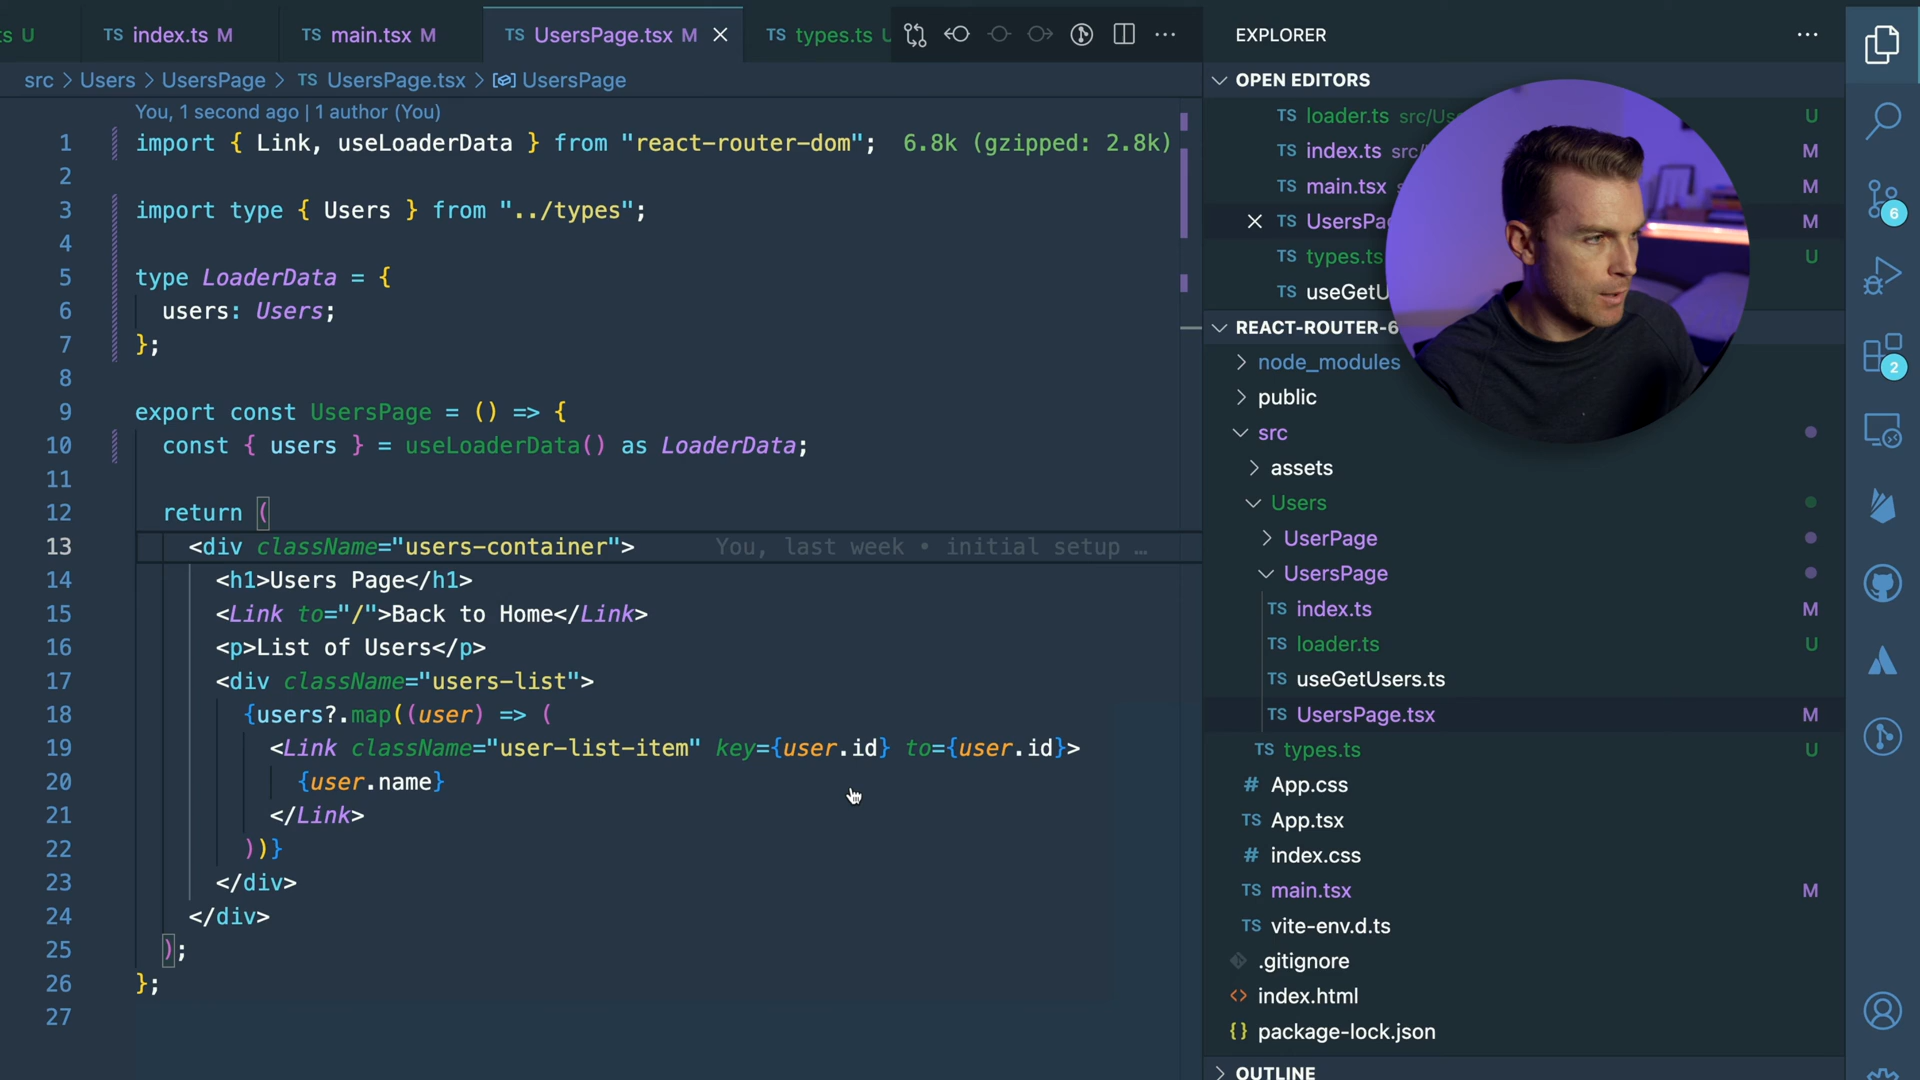 ts U
TS index.ts M
TS main.tsx M
TS UsersPage.tsx M
TS types.ts U
src > Users > UsersPage > TS UsersPage.tsx > UsersPage
You, 1 second ago | 1 author (You)
1 import { Link, useLoaderData } from "react-router-dom"; 6.8k (gzipped: 2.8k)
2
3 import type { Users } from "../types";
4
5 type LoaderData = {
6 users: Users;
7 };
8
9 export const UsersPage = () => {
10 const { users } = useLoaderData() as LoaderData;
11
12 return (
13 <div className="users-container"> You, last week • initial setup …
14 <h1>Users Page</h1>
15 <Link to="/">Back to Home</Link>
16 <p>List of Users</p>
17 <div className="users-list">
18 {users?.map((user) => (
19 <Link className="user-list-item" key={user.id} to={user.id}>
20 {user.name}
21 </Link>
22 ))}
23 </div>
24 </div>
25 );
26 };
27
EXPLORER
OPEN EDITORS
TS loader.ts src/Us U
TS index.ts src/ M
TS main.tsx M
TS UsersPa M
TS types.ts U
TS useGetU
REACT-ROUTER-6
node_modules
public
src
assets
Users
UserPage
UsersPage
TS index.ts M
TS loader.ts U
TS useGetUsers.ts
TS UsersPage.tsx M
TS types.ts U
# App.css
TS App.tsx
# index.css
TS main.tsx M
TS vite-env.d.ts
.gitignore
<> index.html
{} package-lock.json
OUTLINE
6
2